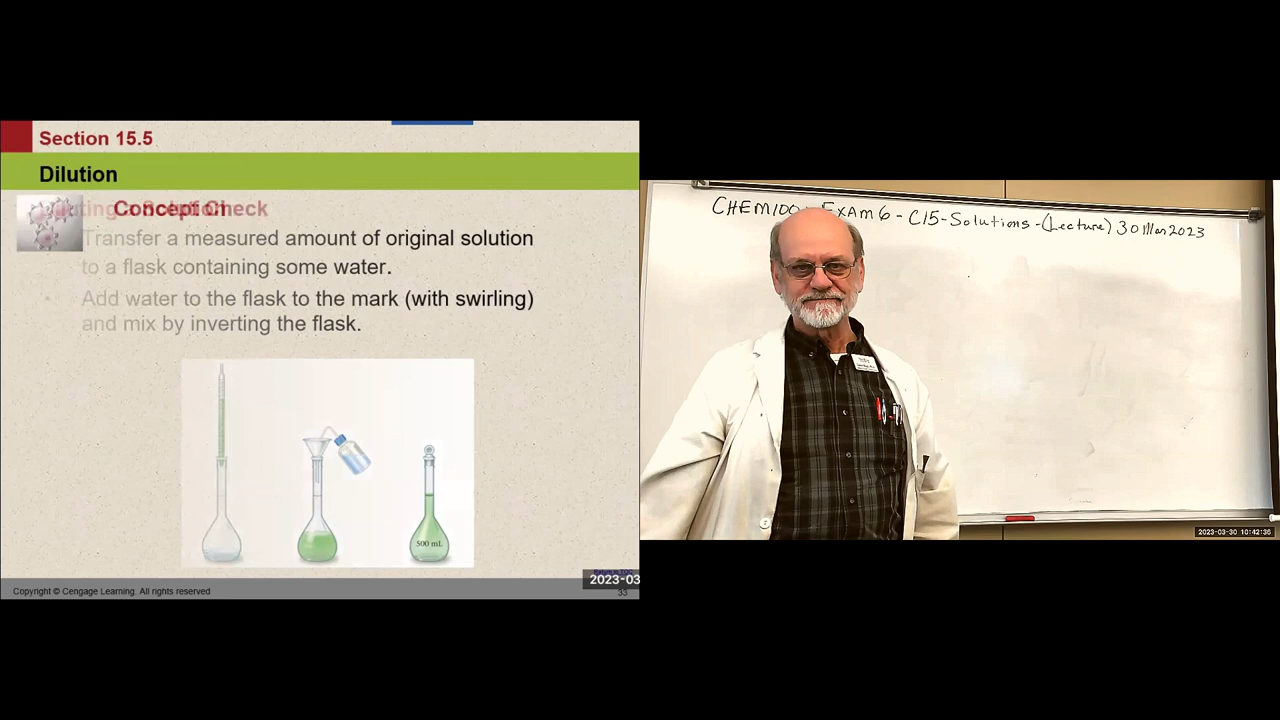 Section 15.5
Dilution
Concept Check
Transfer a measured amount of original solution
to a flask containing some water.
• Add water to the flask to the mark (with swirling)
and mix by inverting the flask.
500 mL
2023-03
Copyright © Cengage Learning. All rights reserved
33
CHEM100 - EXAM 6 - C15 - Solutions - (Lecture) 30 Mar 2023
2023-03-30 10:42:36